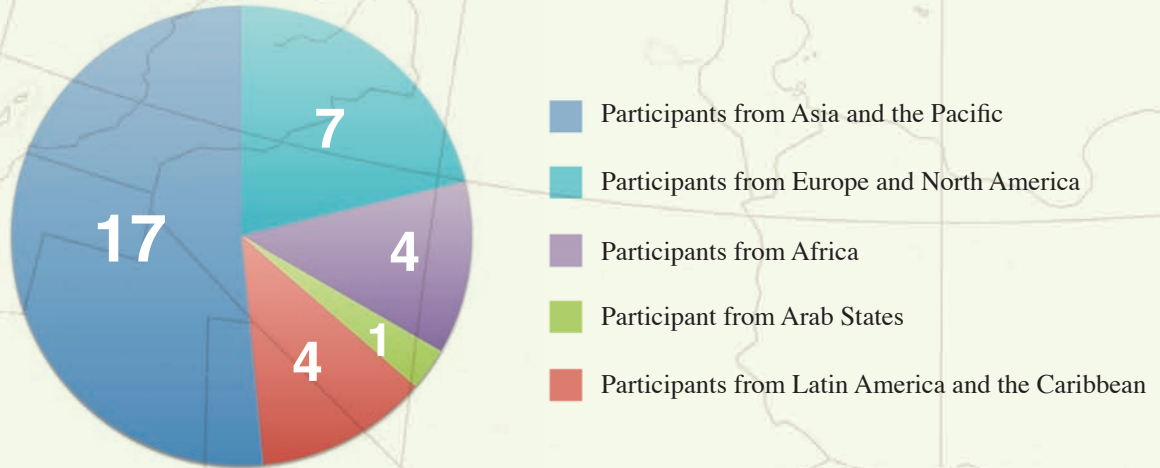 7
17
4
1
4
Participants from Asia and the Pacific
Participants from Europe and North America
Participants from Africa
Participant from Arab States
Participants from Latin America and the Caribbean